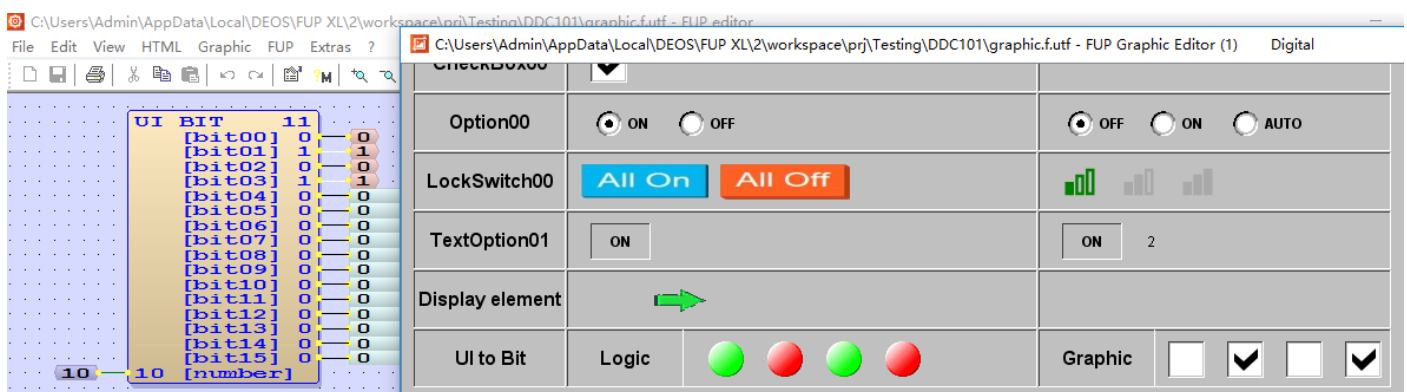 C:\Users\Admin\AppData\Local\DEOS\FUP XL\2\workspace\prj\Testing\DDC101\graphic.f.utf - FUP editor
File Edit View HTML Graphic FUP Extras ?
M
UI BIT 11
[bit00] 0 0
[bit01] 1 1
[bit02] 0 0
[bit03] 1 1
[bit04] 0 0
[bit05] 0 0
[bit06] 0 0
[bit07] 0 0
[bit08] 0 0
[bit09] 0 0
[bit10] 0 0
[bit11] 0 0
[bit12] 0 0
[bit13] 0 0
[bit14] 0 0
[bit15] 0 0
10 10 [number]
C:\Users\Admin\AppData\Local\DEOS\FUP XL\2\workspace\prj\Testing\DDC101\graphic.f.utf - FUP Graphic Editor (1) Digital
CheckBox00
Option00 ON OFF OFF ON AUTO
LockSwitch00 All On All Off
TextOption01 ON ON 2
Display element
UI to Bit Logic Graphic